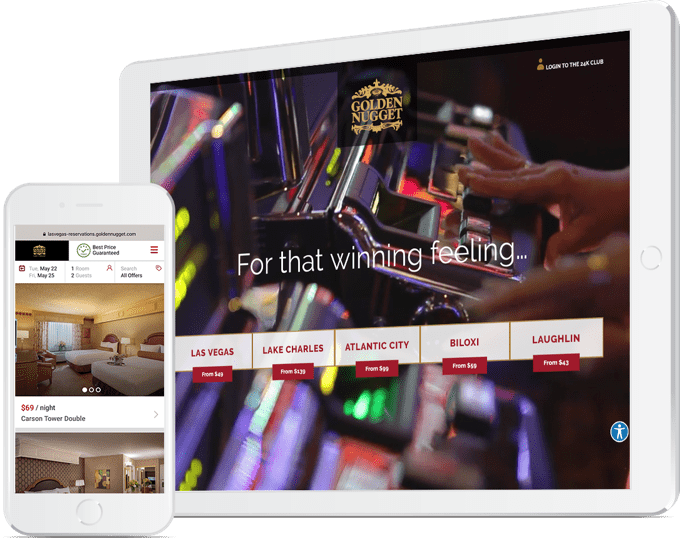 LOGIN TO THE 24K CLUB
GOLDEN
NUGGET
For that winning feeling...
LAS VEGAS
From $49
LAKE CHARLES
From $139
ATLANTIC CITY
From $99
BILOXI
From $59
LAUGHLIN
From $43
lasvegas-reservations.goldennugget.com
Best Price
Guaranteed
Tue, May 22
Fri, May 25
1 Room
2 Guests
Search
All Offers
$69 / night
Carson Tower Double